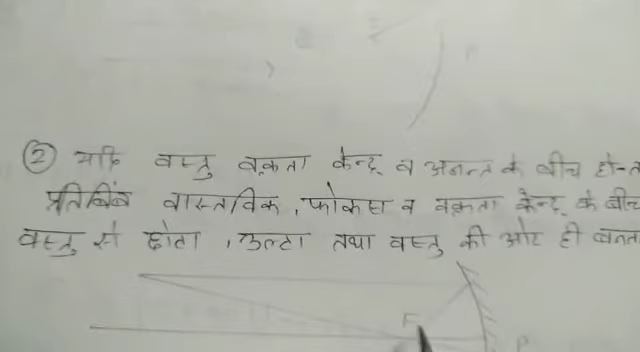 ② यदि वस्तु वक्रता केन्द्र व अनन्त के बीच हो-त
प्रतिबिंब वास्तविक, फोकस व वक्रता केन्द्र के बीच
वस्तु से छोटा, उल्टा तथा वस्तु की ओर ही बनता
F
P